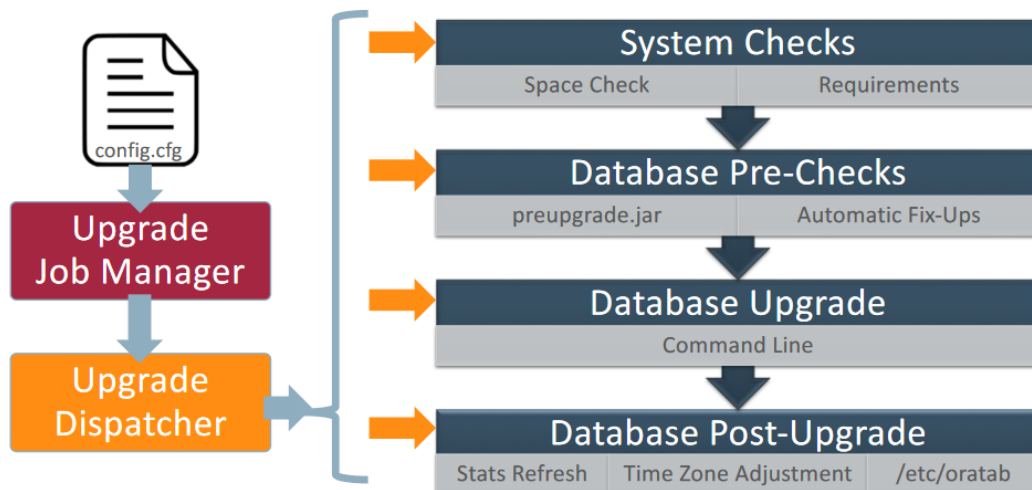 config.cfg
Upgrade
Job Manager
Upgrade
Dispatcher
System Checks
Space Check
Requirements
Database Pre-Checks
preupgrade.jar
Automatic Fix-Ups
Database Upgrade
Command Line
Database Post-Upgrade
Stats Refresh
Time Zone Adjustment
/etc/oratab